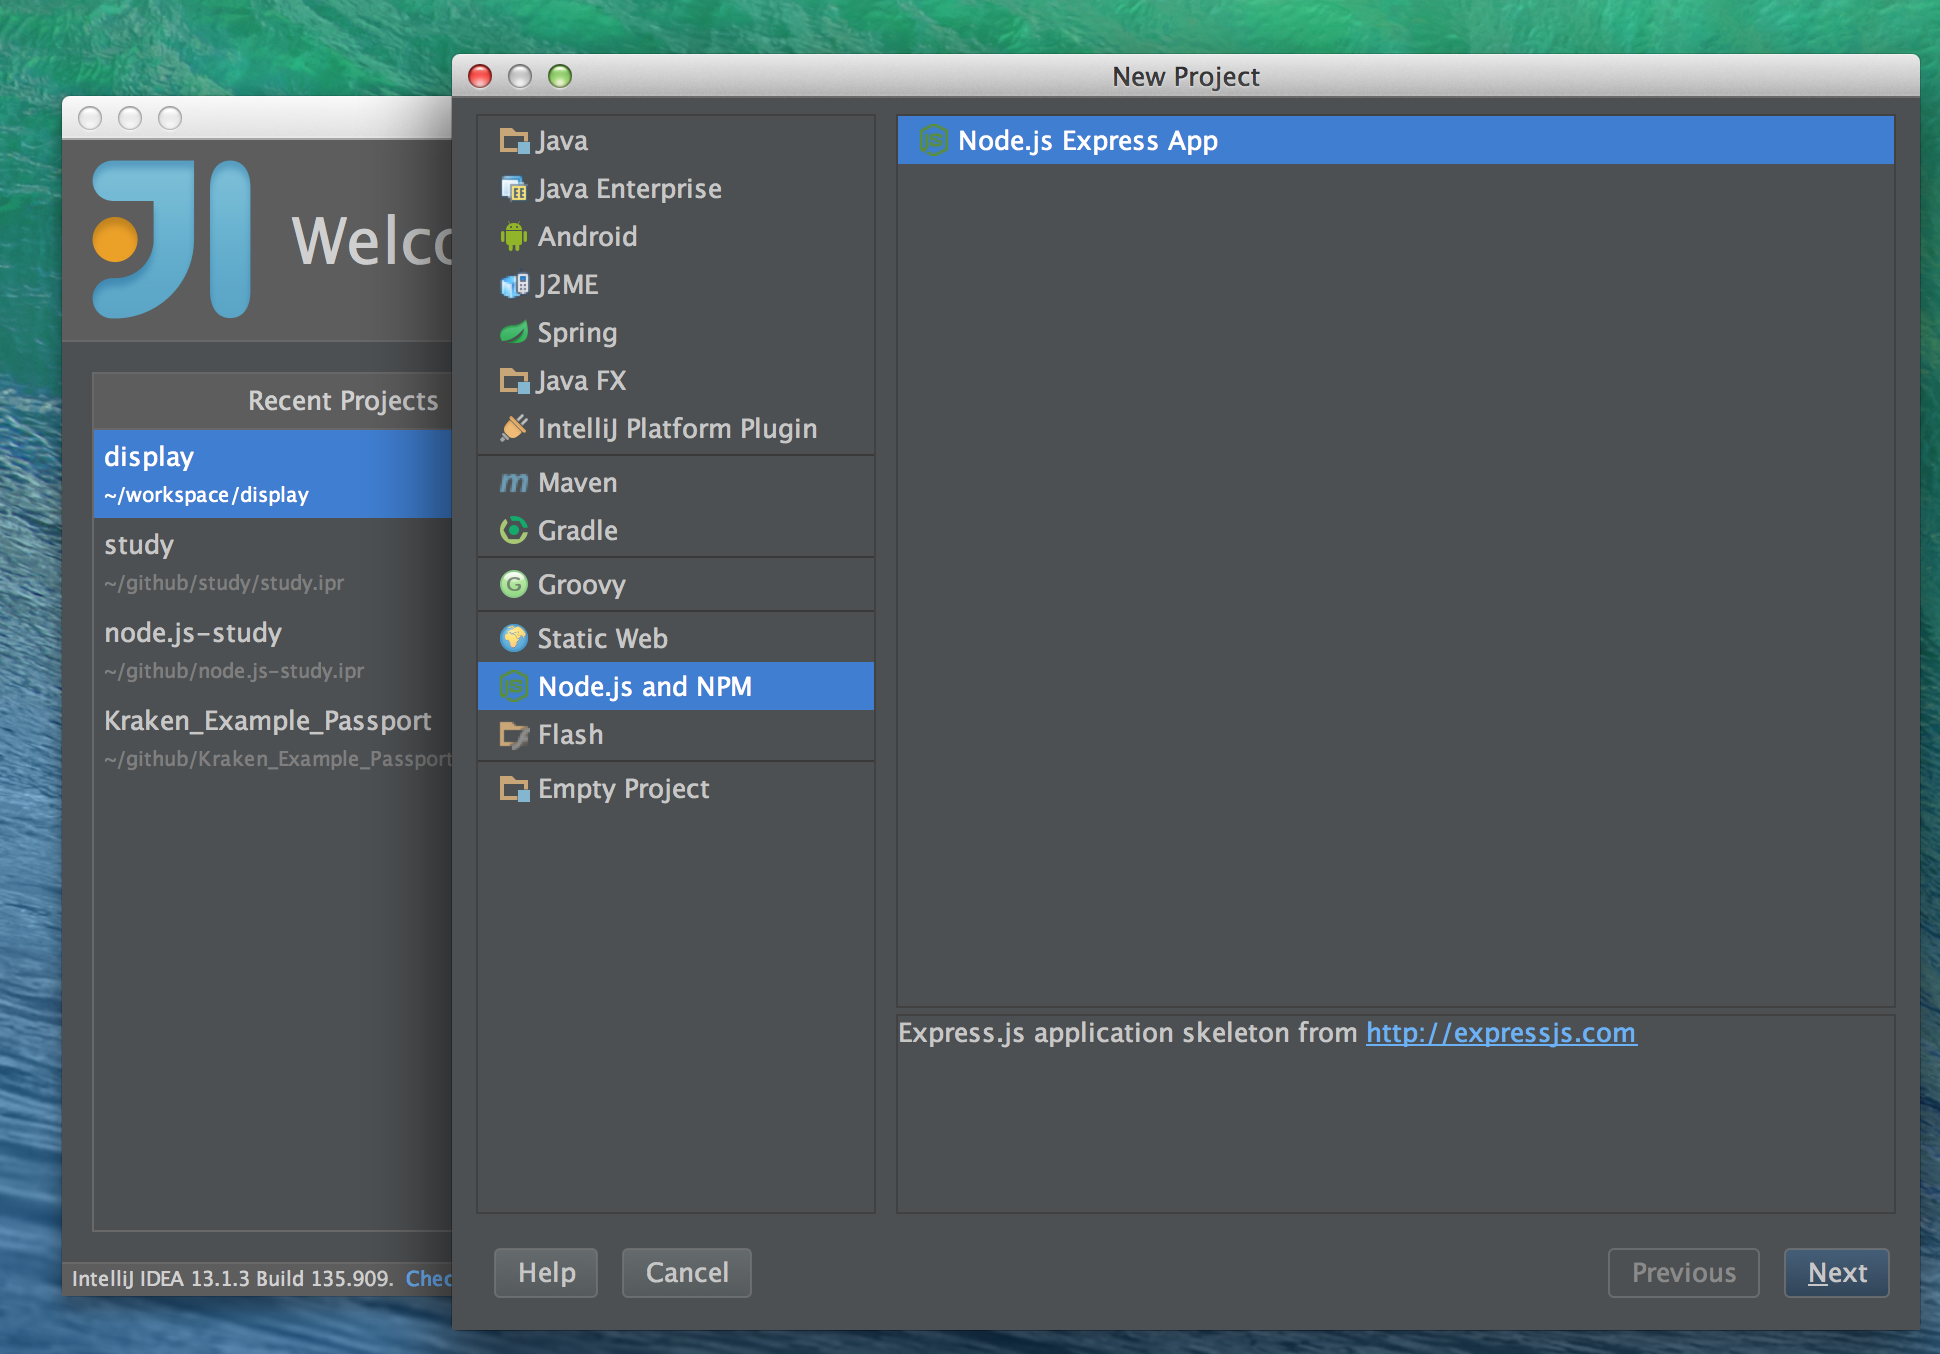 New Project
Welco
Recent Projects
display
~/workspace/display
study
~/github/study/study.ipr
node.js-study
~/github/node.js-study.ipr
Kraken_Example_Passport
~/github/Kraken_Example_Passport
IntelliJ IDEA 13.1.3 Build 135.909. Chec
Java
Java Enterprise
Android
J2ME
Spring
Java FX
IntelliJ Platform Plugin
Maven
Gradle
Groovy
Static Web
Node.js and NPM
Flash
Empty Project
Node.js Express App
Express.js application skeleton from http://expressjs.com
Help
Cancel
Previous
Next